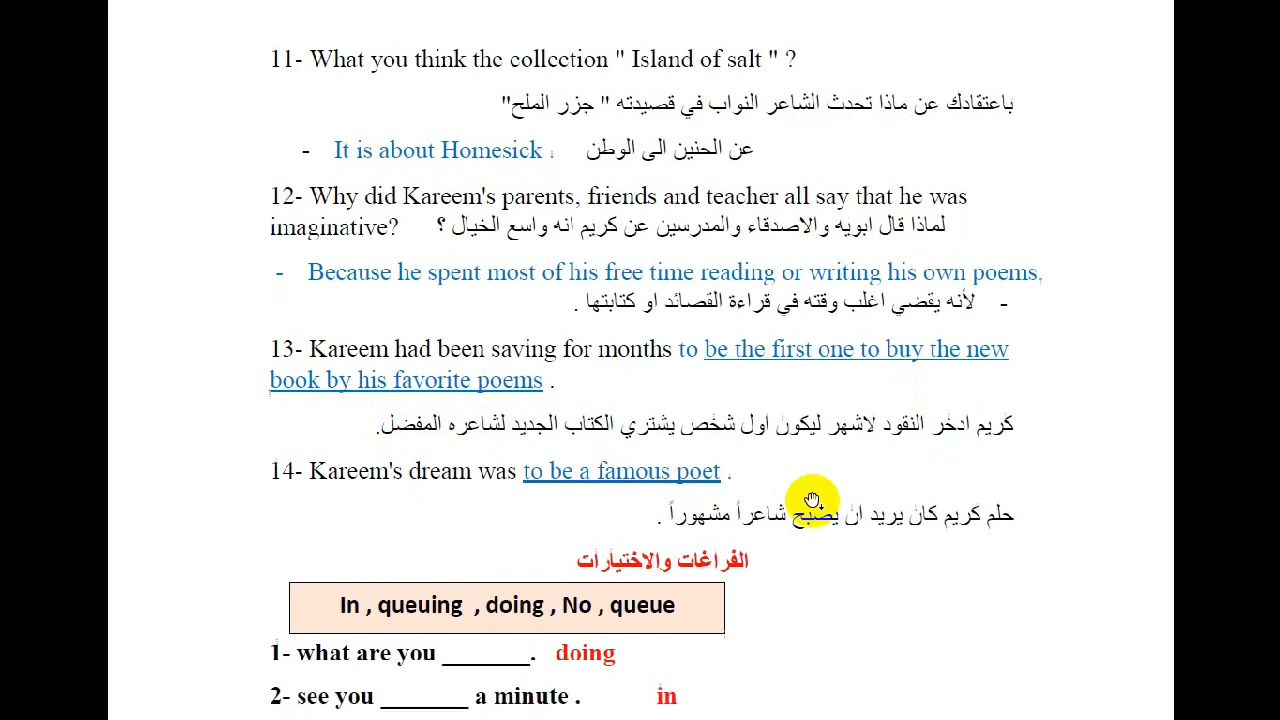 11- What you think the collection " Island of salt " ?
باعتقادك عن ماذا تحدث الشاعر النواب في قصيدته " جزر الملح"
- It is about Homesick . عن الحنين الى الوطن
12- Why did Kareem's parents, friends and teacher all say that he was
imaginative? لماذا قال ابويه والاصدقاء والمدرسين عن كريم انه واسع الخيال ؟
- Because he spent most of his free time reading or writing his own poems,
- لأنه يقضي اغلب وقته في قراءة القصائد او كتابتها .
13- Kareem had been saving for months to be the first one to buy the new
book by his favorite poems .
كريم ادخر النقود لاشهر ليكون اول شخص يشتري الكتاب الجديد لشاعره المفضل.
14- Kareem's dream was to be a famous poet .
حلم كريم كان يريد ان يصبح شاعراً مشهوراً .
الفراغات والاختيارات
In , queuing , doing , No , queue
1- what are you _______. doing
2- see you _______ a minute . in